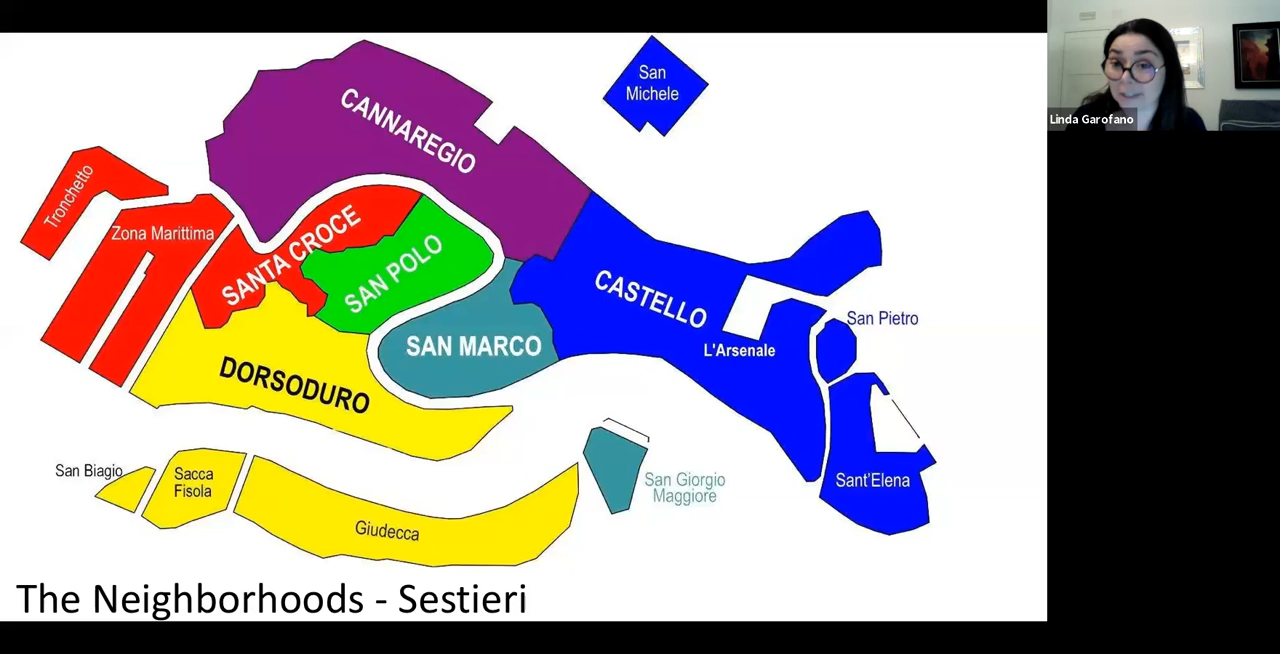 San
Michele
Linda Garofano
CANNAREGIO
Tronchetto
Zona Marittima
SANTA CROCE
SAN POLO
CASTELLO
San Pietro
SAN MARCO
L'Arsenale
DORSODURO
San Biagio
Sacca
Fisola
San Giorgio
Maggiore
Sant'Elena
Giudecca
The Neighborhoods - Sestieri